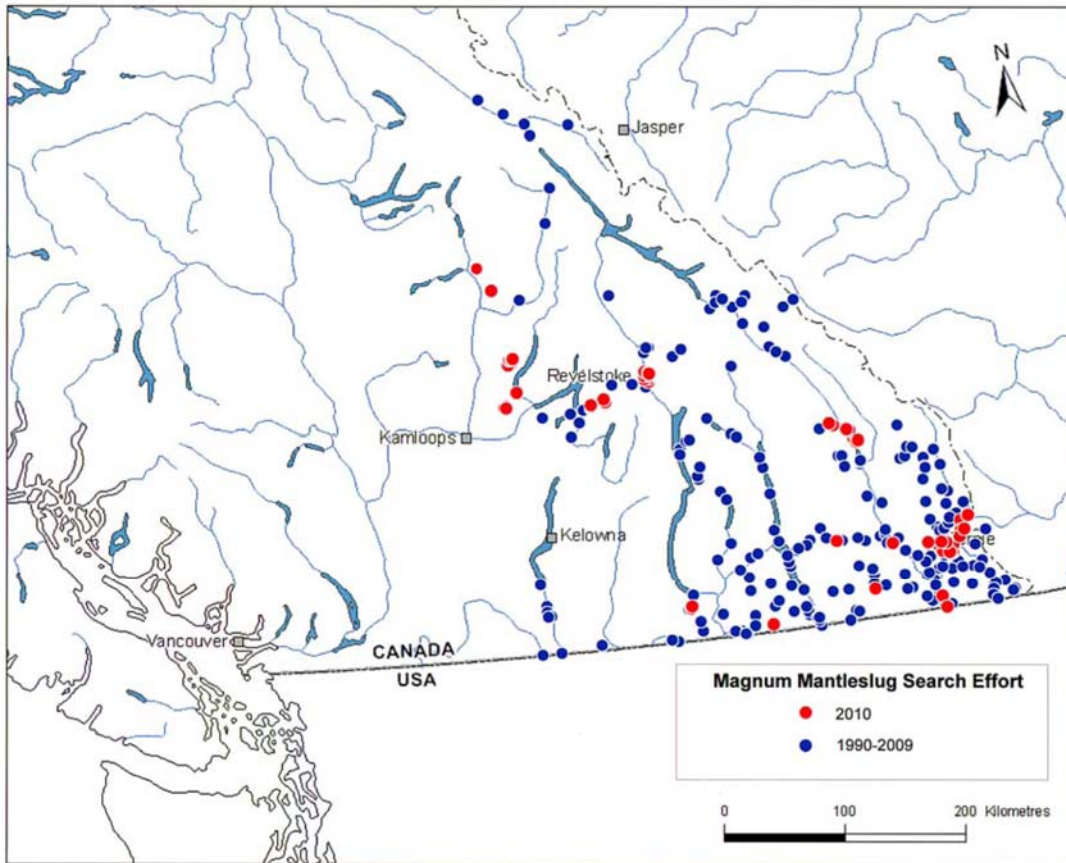 N
Jasper
Revelstoke
Kamloops
Kelowna
Vancouver
CANADA
USA
Magnum Mantleslug Search Effort
2010
1990-2009
0 100 200 Kilometres